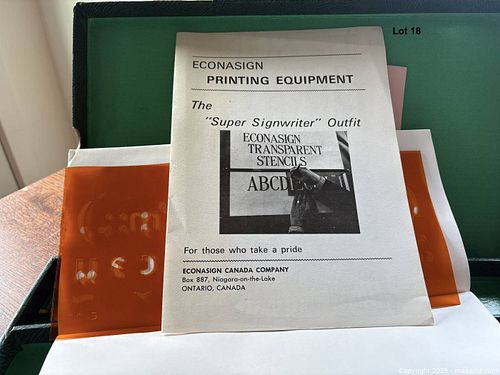 Lot 18
ECONASIGN
PRINTING EQUIPMENT
The
"Super Signwriter" Outfit
ECONASIGN
TRANSPARENT
STENCILS
ABCDE
For those who take a pride
ECONASIGN CANADA COMPANY
Box 887, Niagara-on-the-Lake
ONTARIO, CANADA